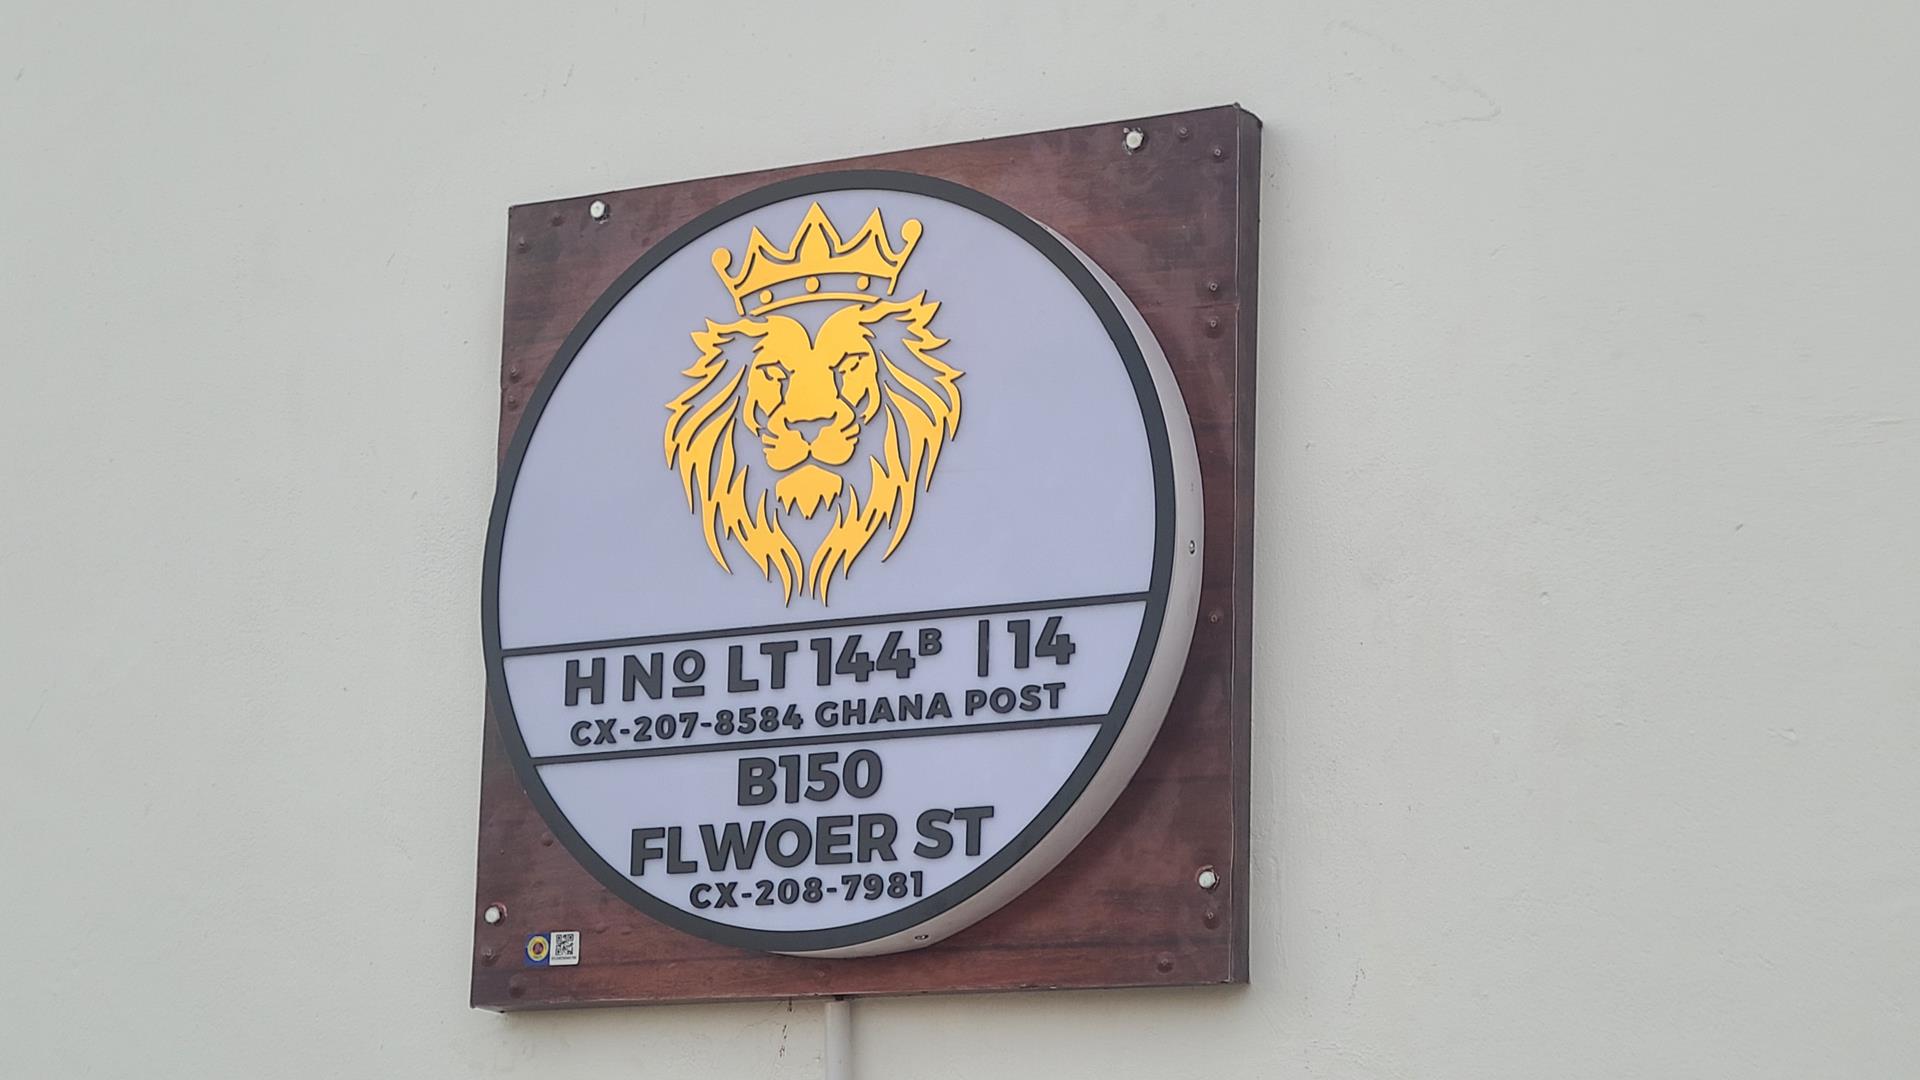 H Nº LT 144ᴮ | 14
CX-207-8584 GHANA POST
B150
FLWOER ST
CX-208-7981